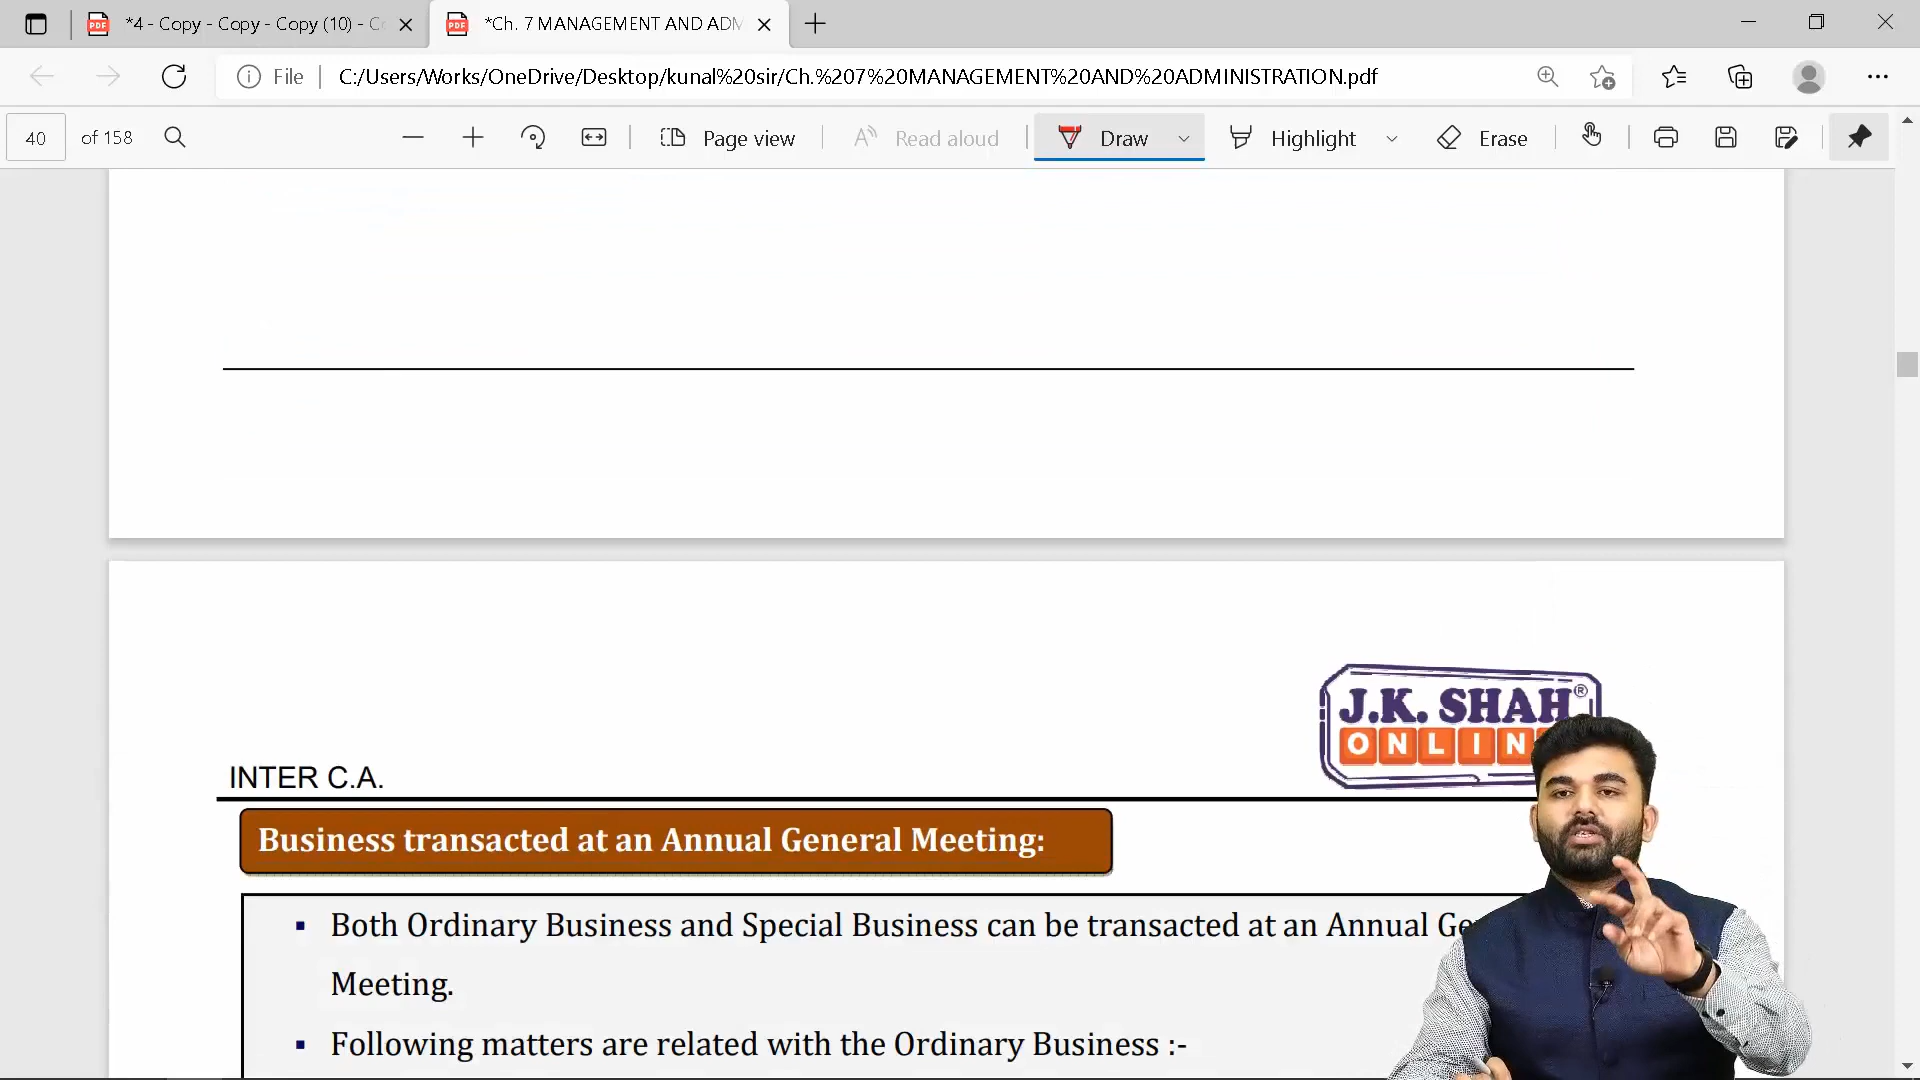 *4 - Copy - Copy - Copy (10) - C
*Ch. 7 MANAGEMENT AND ADM
File
C:/Users/Works/OneDrive/Desktop/kunal%20sir/Ch.%207%20MANAGEMENT%20AND%20ADMINISTRATION.pdf
40 of 158
Page view
Read aloud
Draw
Highlight
Erase
J.K. SHAH®
ONLIN
INTER C.A.
Business transacted at an Annual General Meeting:
▪ Both Ordinary Business and Special Business can be transacted at an Annual Ge
Meeting.
▪ Following matters are related with the Ordinary Business :-